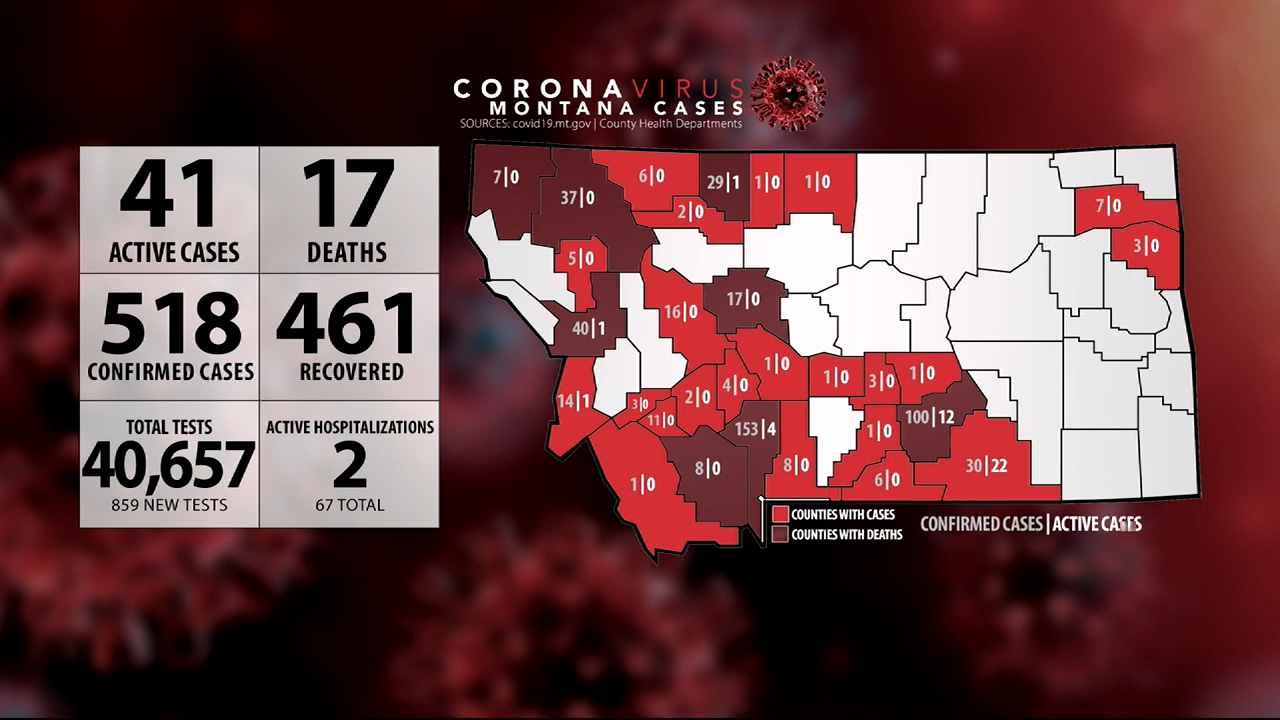 CORONAVIRUS
MONTANA CASES
SOURCES: covid19.mt.gov | County Health Departments
41
ACTIVE CASES
17
DEATHS
518
CONFIRMED CASES
461
RECOVERED
TOTAL TESTS
40,657
859 NEW TESTS
ACTIVE HOSPITALIZATIONS
2
67 TOTAL
7|0
37|0
6|0
29|1
1|0
1|0
2|0
7|0
3|0
5|0
16|0
17|0
40|1
1|0
1|0
3|0
1|0
14|1
3|0
11|0
2|0
4|0
153|4
1|0
100|12
1|0
8|0
8|0
6|0
30|22
COUNTIES WITH CASES
COUNTIES WITH DEATHS
CONFIRMED CASES | ACTIVE CASES